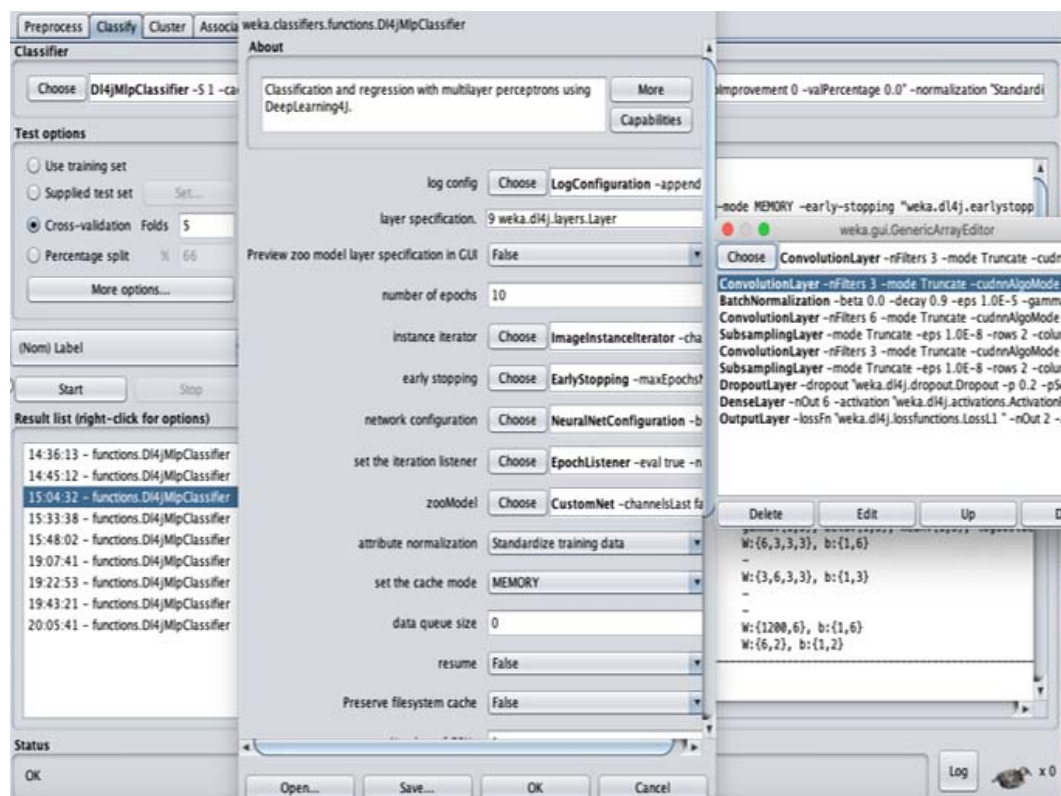 Preprocess Classify Cluster Associa
Classifier
Choose Dl4jMlpClassifier -S 1 -ca
Test options
Use training set
Supplied test set Set...
Cross-validation Folds 5
Percentage split % 66
More options...
(Nom) Label
Start Stop
Result list (right-click for options)
14:36:13 - functions.Dl4jMlpClassifier
14:45:12 - functions.Dl4jMlpClassifier
15:04:32 - functions.Dl4jMlpClassifier
15:33:38 - functions.Dl4jMlpClassifier
15:48:02 - functions.Dl4jMlpClassifier
19:07:41 - functions.Dl4jMlpClassifier
19:22:53 - functions.Dl4jMlpClassifier
19:43:21 - functions.Dl4jMlpClassifier
20:05:41 - functions.Dl4jMlpClassifier
Status
OK
weka.classifiers.functions.Dl4jMlpClassifier
About
Classification and regression with multilayer perceptrons using
DeepLearning4J.
More
Capabilities
log config Choose LogConfiguration -append
layer specification. 9 weka.dl4j.layers.Layer
Preview zoo model layer specification in GUI False
number of epochs 10
instance iterator Choose ImageInstanceIterator -cha
early stopping Choose EarlyStopping -maxEpochs
network configuration Choose NeuralNetConfiguration -b
set the iteration listener Choose EpochListener -eval true -n
zooModel Choose CustomNet -channelsLast fa
attribute normalization Standardize training data
set the cache mode MEMORY
data queue size 0
resume False
Preserve filesystem cache False
Open... Save... OK Cancel
Improvement 0 -valPercentage 0.0" -normalization "Standardi
-mode MEMORY -early-stopping "weka.dl4j.earlystopp
weka.gui.GenericArrayEditor
Choose ConvolutionLayer -nFilters 3 -mode Truncate -cudn
ConvolutionLayer -nFilters 3 -mode Truncate -cudnnAlgoMode
BatchNormalization -beta 0.0 -decay 0.9 -eps 1.0E-5 -gamm
ConvolutionLayer -nFilters 6 -mode Truncate -cudnnAlgoMode
SubsamplingLayer -mode Truncate -eps 1.0E-8 -rows 2 -colu
ConvolutionLayer -nFilters 3 -mode Truncate -cudnnAlgoMode
SubsamplingLayer -mode Truncate -eps 1.0E-8 -rows 2 -colu
DropoutLayer -dropout "weka.dl4j.dropout.Dropout -p 0.2 -pS
DenseLayer -nOut 6 -activation "weka.dl4j.activations.Activation
OutputLayer -lossFn "weka.dl4j.lossfunctions.LossL1 " -nOut 2 -
Delete Edit Up D
W:{6,3,3,3}, b:{1,6}
-
W:{3,6,3,3}, b:{1,3}
-
-
W:{1200,6}, b:{1,6}
W:{6,2}, b:{1,2}
Log x 0